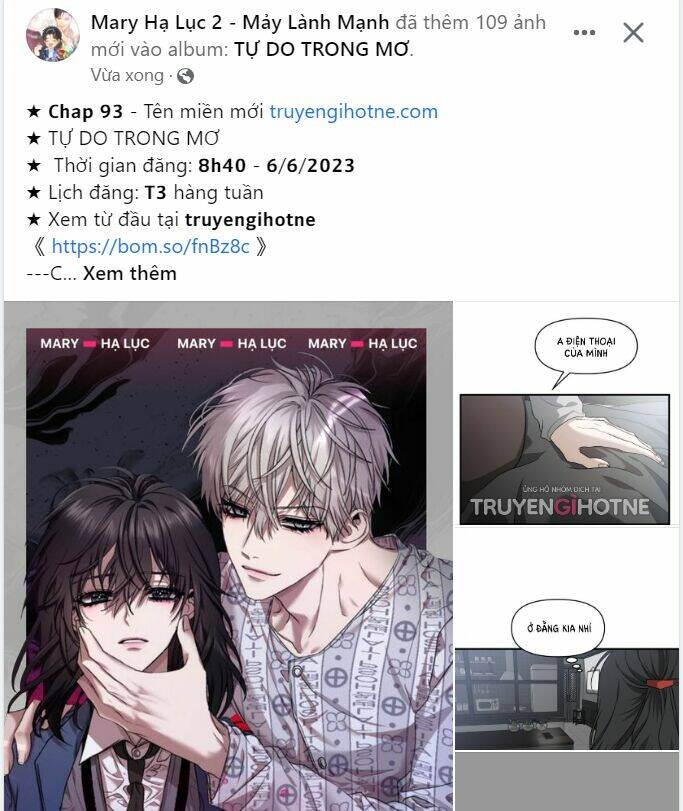 Mary Hạ Lục 2 - Mảy Lành Mạnh đã thêm 109 ảnh
mới vào album: TỰ DO TRONG MƠ.
Vừa xong ·
★ Chap 93 - Tên miền mới truyengihotne.com
★ TỰ DO TRONG MƠ
★ Thời gian đăng: 8h40 - 6/6/2023
★ Lịch đăng: T3 hàng tuần
★ Xem từ đầu tại truyengihotne
《 https://bom.so/fnBz8c 》
---C... Xem thêm
MARY HẠ LỤC MARY HẠ LỤC MARY HẠ LỤC
A ĐIỆN THOẠI
CỦA MÌNH
ỦNG HỘ NHÓM DỊCH TẠI
TRUYENGÌHOTNE
Ở ĐẰNG KIA NHỈ